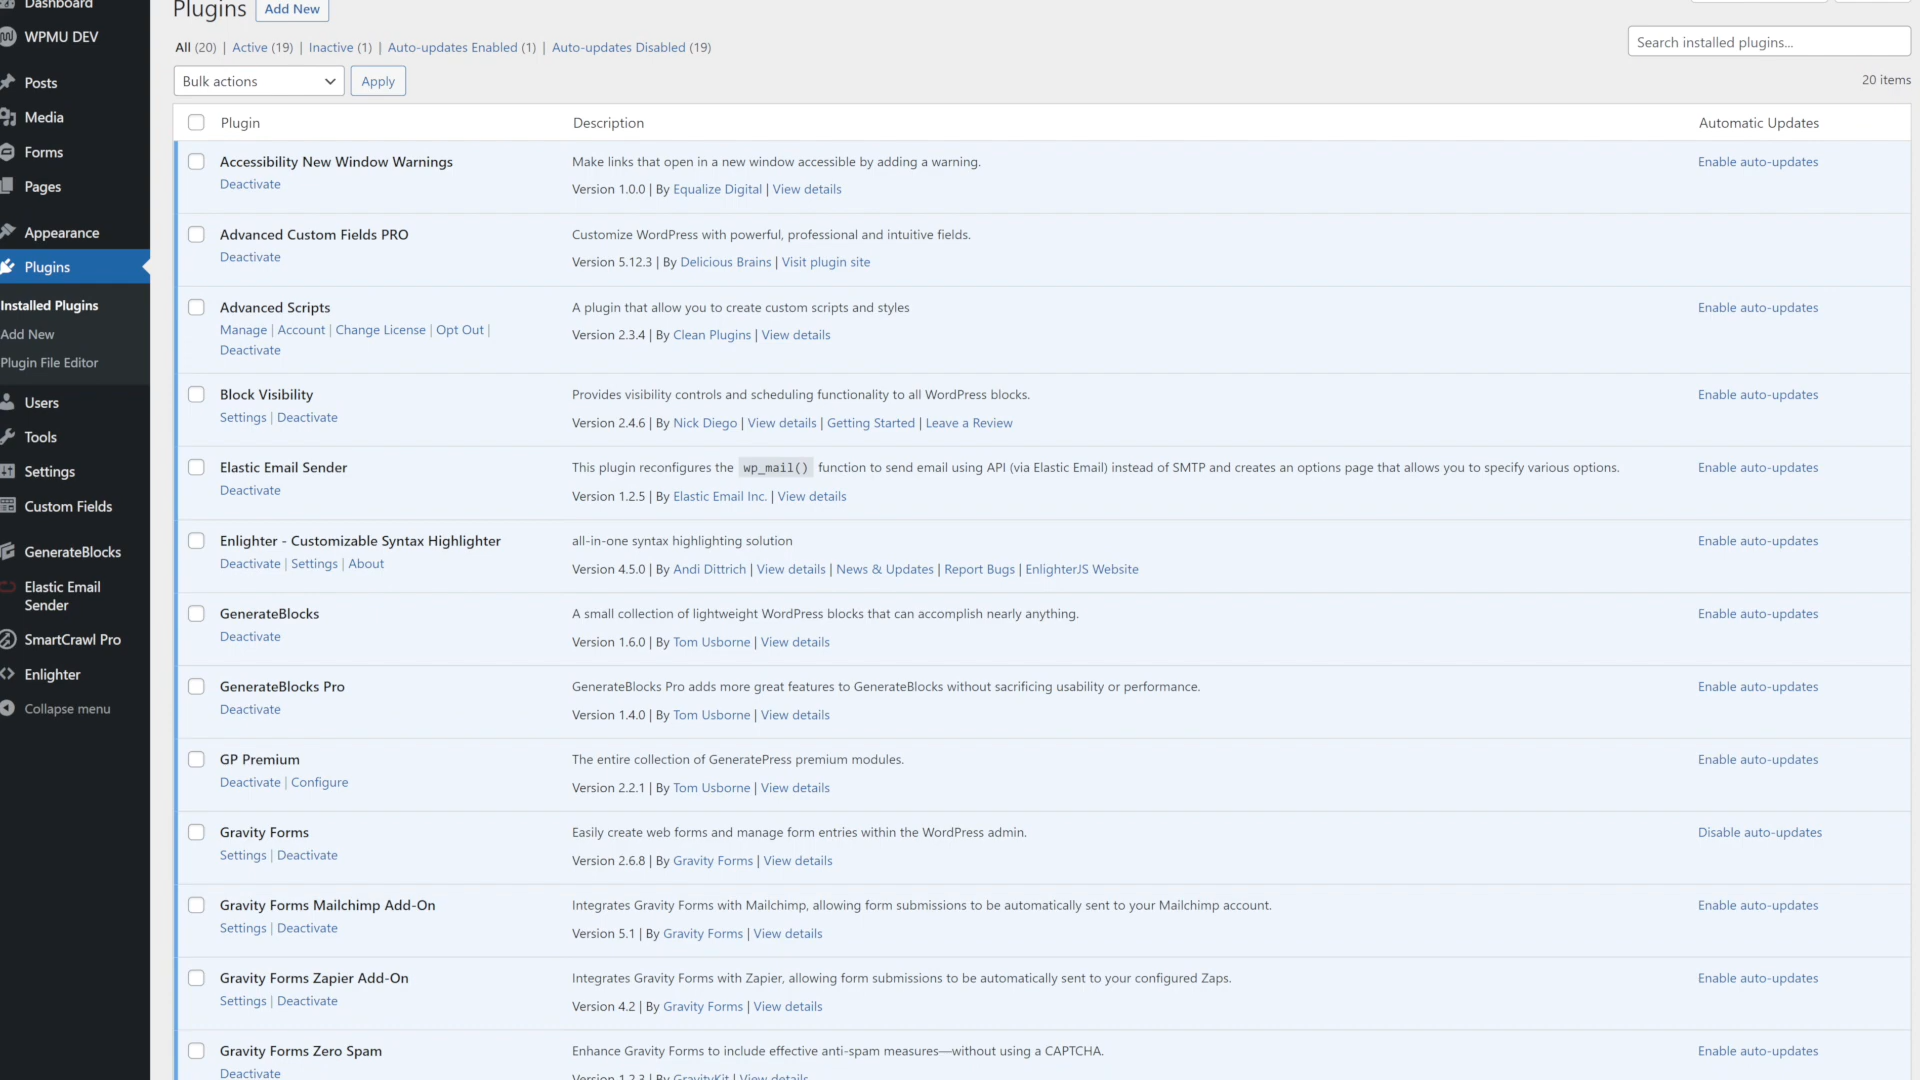 Dashboard
WPMU DEV
Posts
Media
Forms
Pages
Appearance
Plugins
Installed Plugins
Add New
Plugin File Editor
Users
Tools
Settings
Custom Fields
GenerateBlocks
Elastic Email
Sender
SmartCrawl Pro
Enlighter
Collapse menu
Plugins Add New
All (20) | Active (19) | Inactive (1) | Auto-updates Enabled (1) | Auto-updates Disabled (19)
Search installed plugins...
Bulk actions Apply
20 items
Plugin Description Automatic Updates
Accessibility New Window Warnings Make links that open in a new window accessible by adding a warning. Enable auto-updates
Deactivate
Version 1.0.0 | By Equalize Digital | View details
Advanced Custom Fields PRO Customize WordPress with powerful, professional and intuitive fields.
Deactivate
Version 5.12.3 | By Delicious Brains | Visit plugin site
Advanced Scripts A plugin that allow you to create custom scripts and styles Enable auto-updates
Manage | Account | Change License | Opt Out |
Version 2.3.4 | By Clean Plugins | View details
Deactivate
Block Visibility Provides visibility controls and scheduling functionality to all WordPress blocks. Enable auto-updates
Settings | Deactivate
Version 2.4.6 | By Nick Diego | View details | Getting Started | Leave a Review
Elastic Email Sender This plugin reconfigures the wp_mail() function to send email using API (via Elastic Email) instead of SMTP and creates an options page that allows you to specify various options. Enable auto-updates
Deactivate
Version 1.2.5 | By Elastic Email Inc. | View details
Enlighter - Customizable Syntax Highlighter all-in-one syntax highlighting solution Enable auto-updates
Deactivate | Settings | About
Version 4.5.0 | By Andi Dittrich | View details | News & Updates | Report Bugs | EnlighterJS Website
GenerateBlocks A small collection of lightweight WordPress blocks that can accomplish nearly anything. Enable auto-updates
Deactivate
Version 1.6.0 | By Tom Usborne | View details
GenerateBlocks Pro GenerateBlocks Pro adds more great features to GenerateBlocks without sacrificing usability or performance. Enable auto-updates
Deactivate
Version 1.4.0 | By Tom Usborne | View details
GP Premium The entire collection of GeneratePress premium modules. Enable auto-updates
Deactivate | Configure
Version 2.2.1 | By Tom Usborne | View details
Gravity Forms Easily create web forms and manage form entries within the WordPress admin. Disable auto-updates
Settings | Deactivate
Version 2.6.8 | By Gravity Forms | View details
Gravity Forms Mailchimp Add-On Integrates Gravity Forms with Mailchimp, allowing form submissions to be automatically sent to your Mailchimp account. Enable auto-updates
Settings | Deactivate
Version 5.1 | By Gravity Forms | View details
Gravity Forms Zapier Add-On Integrates Gravity Forms with Zapier, allowing form submissions to be automatically sent to your configured Zaps. Enable auto-updates
Settings | Deactivate
Version 4.2 | By Gravity Forms | View details
Gravity Forms Zero Spam Enhance Gravity Forms to include effective anti-spam measures—without using a CAPTCHA. Enable auto-updates
Deactivate
Version 1.2.3 | By GravityKit | View details